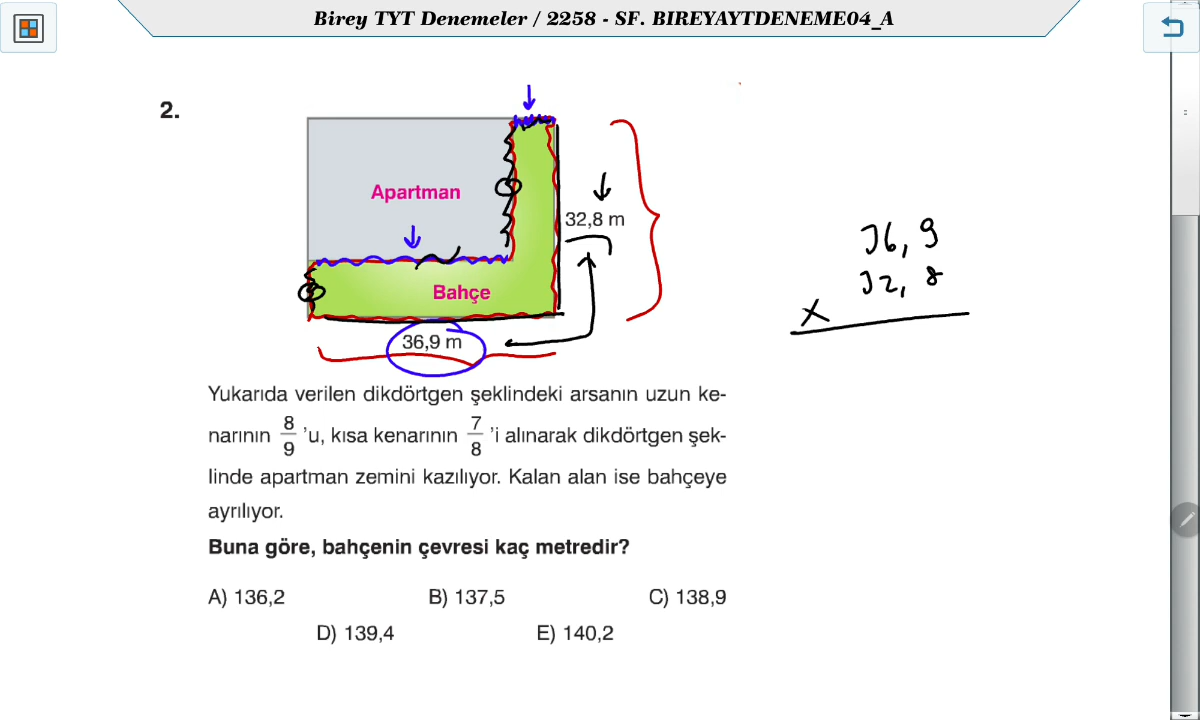 Birey TYT Denemeler / 2258 - SF. BIREYAYTDENEME04_A
2.
Apartman
32,8 m
Bahçe
36,9 m
36,9
32,8
x
Yukarıda verilen dikdörtgen şeklindeki arsanın uzun ke-
narının 8/9 'u, kısa kenarının 7/8 'i alınarak dikdörtgen şek-
linde apartman zemini kazılıyor. Kalan alan ise bahçeye
ayrılıyor.
Buna göre, bahçenin çevresi kaç metredir?
A) 136,2 B) 137,5 C) 138,9
D) 139,4 E) 140,2